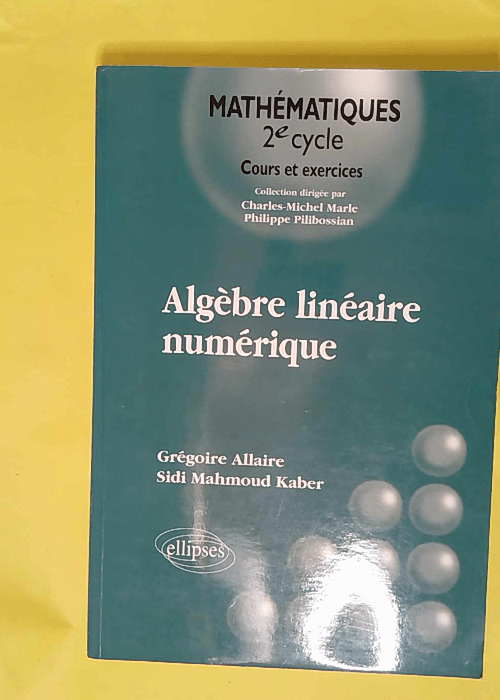 MATHÉMATIQUES
2e cycle
Cours et exercices
Collection dirigée par
Charles-Michel Marle
Philippe Pilibossian
Algèbre linéaire
numérique
Grégoire Allaire
Sidi Mahmoud Kaber
ellipses